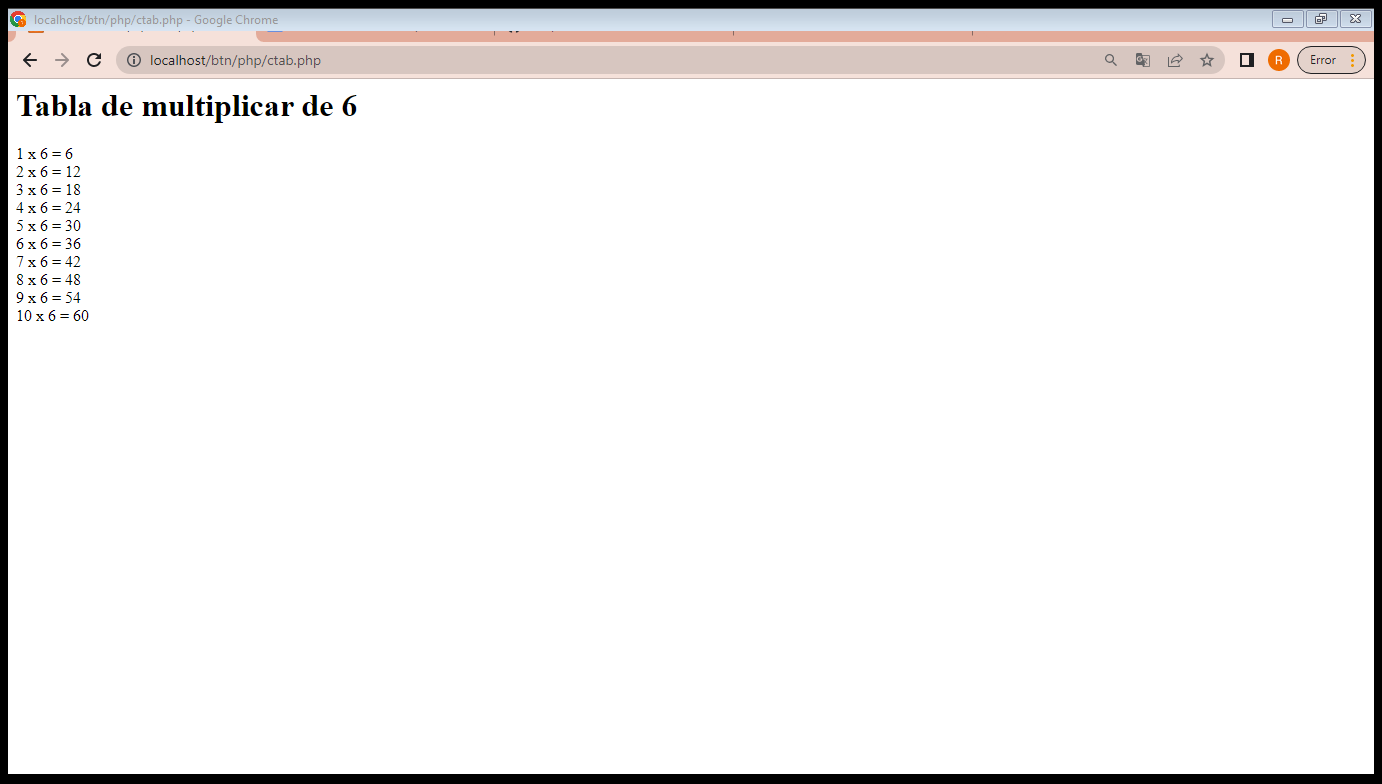 localhost/btn/php/ctab.php - Google Chrome
localhost/btn/php/ctab.php
R
Error
Tabla de multiplicar de 6
1 x 6 = 6
2 x 6 = 12
3 x 6 = 18
4 x 6 = 24
5 x 6 = 30
6 x 6 = 36
7 x 6 = 42
8 x 6 = 48
9 x 6 = 54
10 x 6 = 60